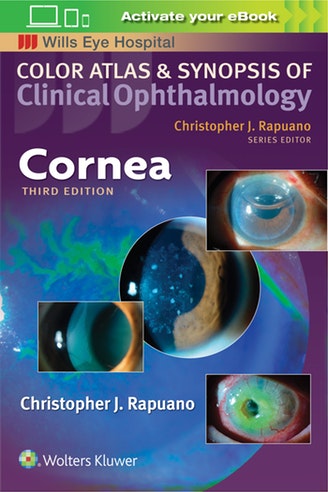 Activate your eBook
Wills Eye Hospital
COLOR ATLAS & SYNOPSIS OF
Clinical Ophthalmology
Christopher J. Rapuano
SERIES EDITOR
Cornea
THIRD EDITION
Christopher J. Rapuano
Wolters Kluwer